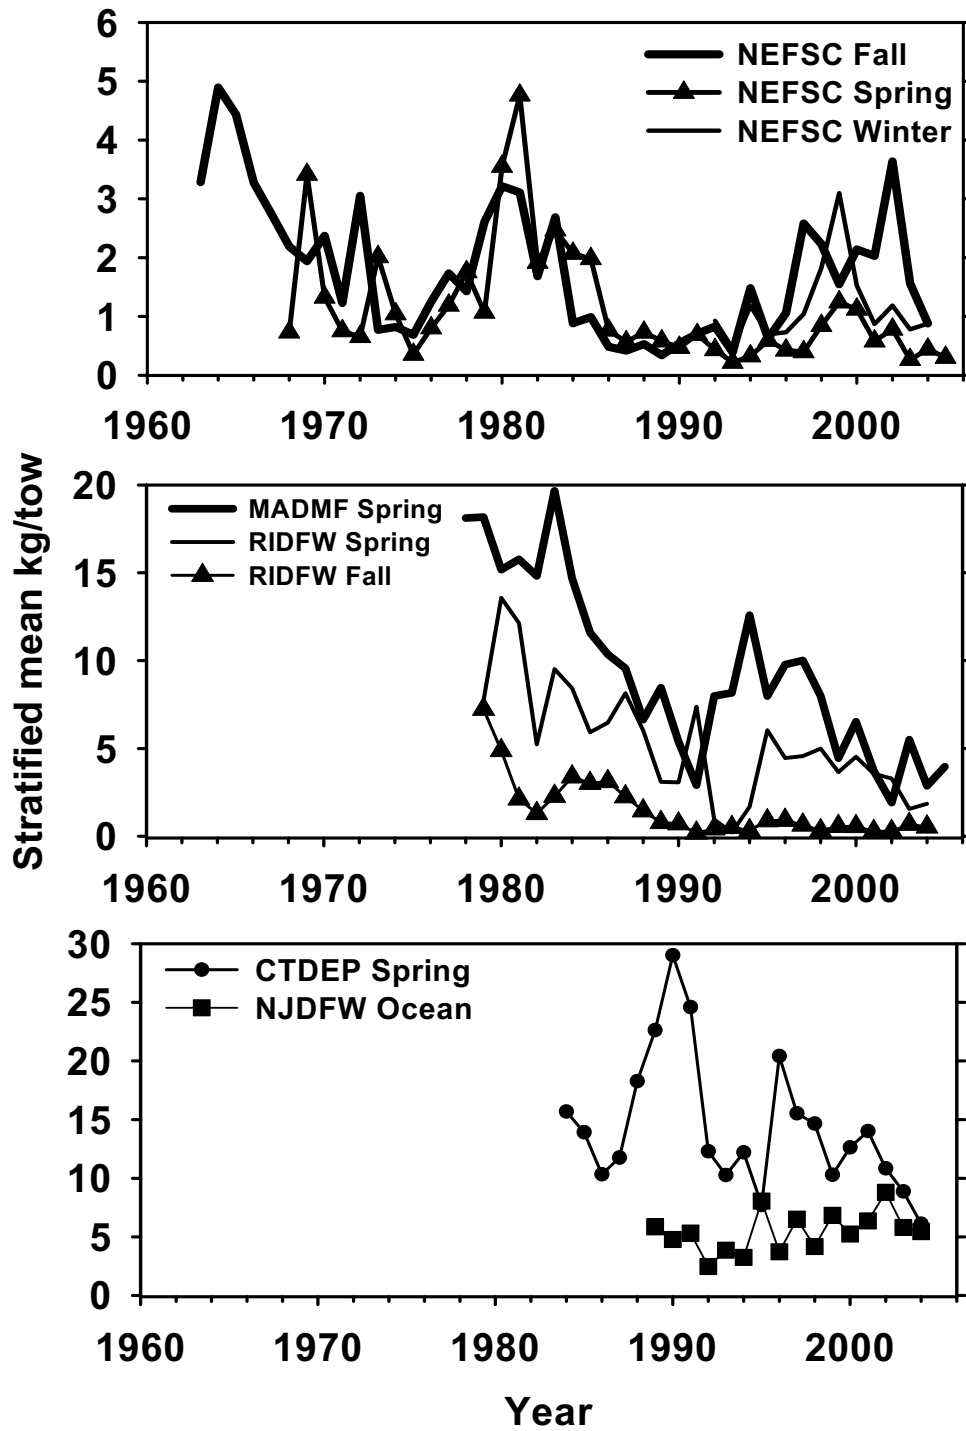 6
5
4
3
2
1
0
NEFSC Fall
NEFSC Spring
NEFSC Winter
1960 1970 1980 1990 2000
Stratified mean kg/tow
20
15
10
5
0
MADMF Spring
RIDFW Spring
RIDFW Fall
1960 1970 1980 1990 2000
30
25
20
15
10
5
0
CTDEP Spring
NJDFW Ocean
1960 1970 1980 1990 2000
Year